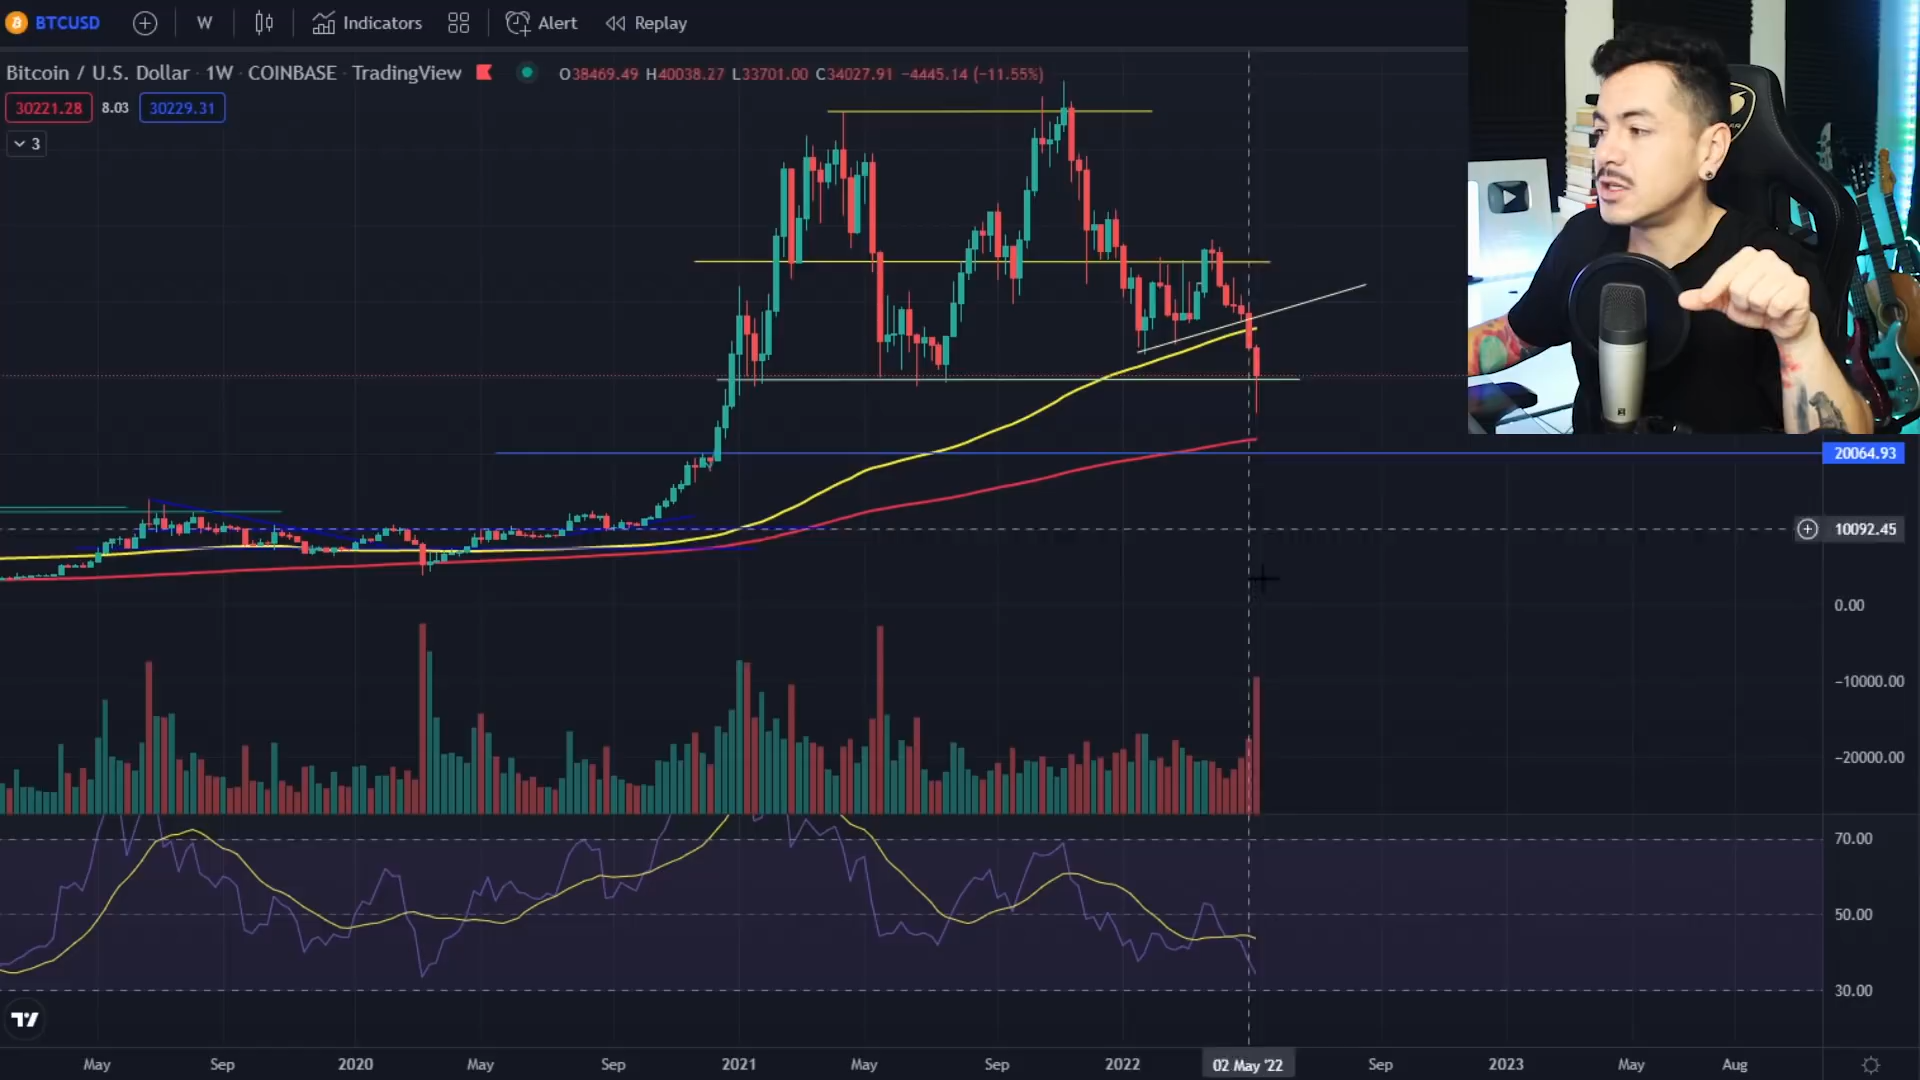 BTCUSD W Indicators Alert Replay
Bitcoin / U.S. Dollar · 1W · COINBASE · TradingView O38469.49 H40038.27 L33701.00 C34027.91 −4445.14 (−11.55%)
30221.28 8.03 30229.31
3
20064.93
10092.45
0.00
−10000.00
−20000.00
70.00
50.00
30.00
May Sep 2020 May Sep 2021 May Sep 2022 02 May '22 Sep 2023 May Aug